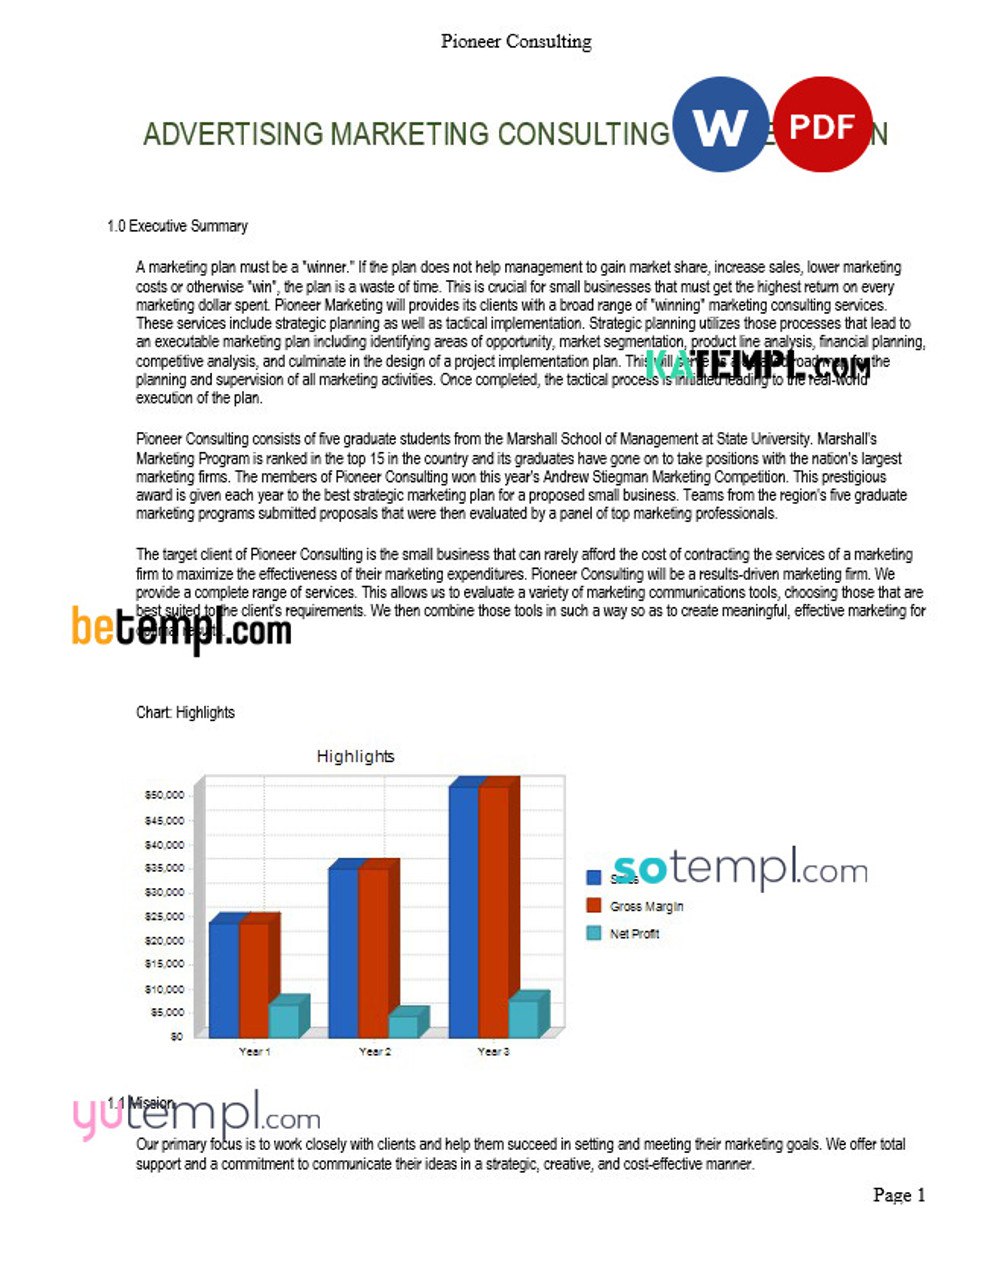 Pioneer Consulting
ADVERTISING MARKETING CONSULTING
W
PDF
N
1.0 Executive Summary
A marketing plan must be a "winner." If the plan does not help management to gain market share, increase sales, lower marketing
costs or otherwise "win", the plan is a waste of time. This is crucial for small businesses that must get the highest return on every
marketing dollar spent. Pioneer Marketing will provides its clients with a broad range of "winning" marketing consulting services.
These services include strategic planning as well as tactical implementation. Strategic planning utilizes those processes that lead to
an executable marketing plan including identifying areas of opportunity, market segmentation, product line analysis, financial planning,
competitive analysis, and culminate in the design of a project implementation plan. This will serve as a roadmap for the
KATEMPL.COM
planning and supervision of all marketing activities. Once completed, the tactical process is initiated leading to the real-world
execution of the plan.
Pioneer Consulting consists of five graduate students from the Marshall School of Management at State University. Marshall's
Marketing Program is ranked in the top 15 in the country and its graduates have gone on to take positions with the nation's largest
marketing firms. The members of Pioneer Consulting won this year's Andrew Stiegman Marketing Competition. This prestigious
award is given each year to the best strategic marketing plan for a proposed small business. Teams from the region's five graduate
marketing programs submitted proposals that were then evaluated by a panel of top marketing professionals.
The target client of Pioneer Consulting is the small business that can rarely afford the cost of contracting the services of a marketing
firm to maximize the effectiveness of their marketing expenditures. Pioneer Consulting will be a results-driven marketing firm. We
provide a complete range of services. This allows us to evaluate a variety of marketing communications tools, choosing those that are
best suited to the client's requirements. We then combine those tools in such a way so as to create meaningful, effective marketing for
betempl.com
Chart: Highlights
Highlights
$50,000
$45,000
$40,000
$35,000
$30,000
$25,000
$20,000
$15,000
$10,000
$5,000
$0
Year 1
Year 2
Year 3
Sales
sotempl.com
Gross Margin
Net Profit
1.1 Mission
yutempl.com
Our primary focus is to work closely with clients and help them succeed in setting and meeting their marketing goals. We offer total
support and a commitment to communicate their ideas in a strategic, creative, and cost-effective manner.
Page 1